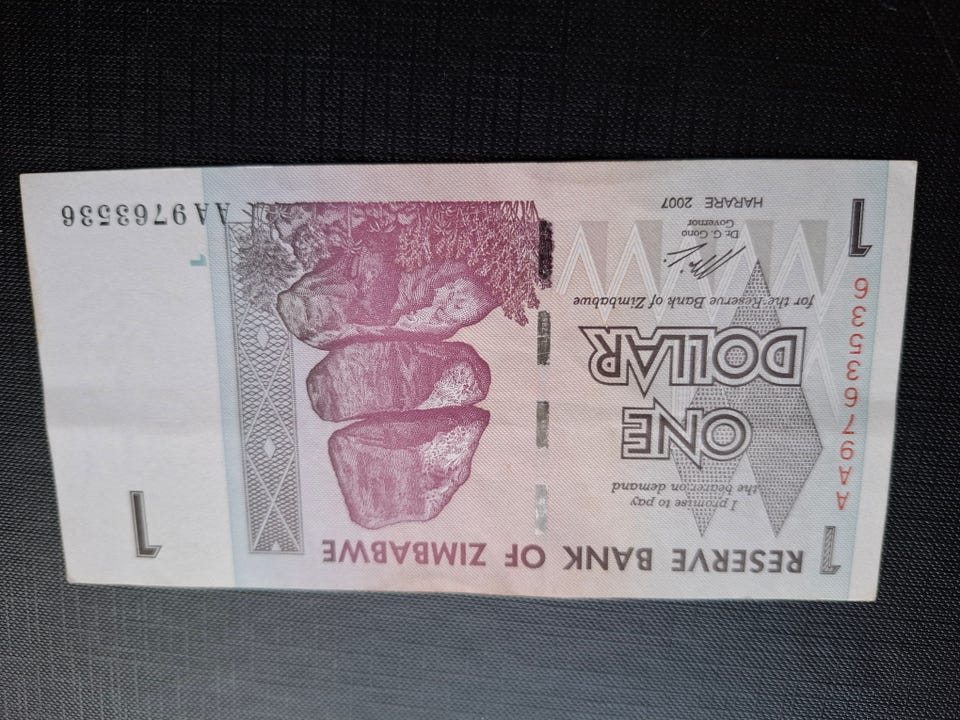 1
RESERVE BANK OF ZIMBABWE
1
I promise to pay
the bearer on demand
ONE
DOLLAR
for the Reserve Bank of Zimbabwe
Dr. G. Gono
Governor
HARARE 2007
AA9763536
1
1
AA9763536